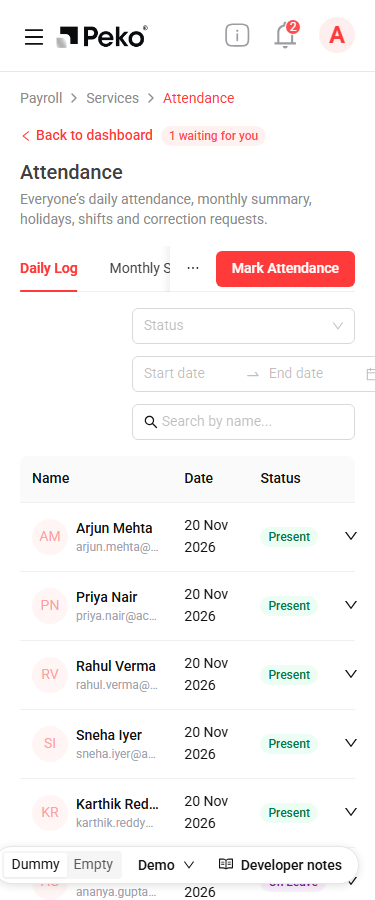 Peko®
2
A
Payroll > Services > Attendance
Back to dashboard
1 waiting for you
Attendance
Everyone's daily attendance, monthly summary,
holidays, shifts and correction requests.
Daily Log
Monthly S
Mark Attendance
Status
Start date
End date
Search by name...
Name Date Status
AM
Arjun Mehta
arjun.mehta@...
20 Nov
2026
Present
PN
Priya Nair
priya.nair@ac...
20 Nov
2026
Present
RV
Rahul Verma
rahul.verma@...
20 Nov
2026
Present
SI
Sneha Iyer
sneha.iyer@a...
20 Nov
2026
Present
KR
Karthik Red...
karthik.reddy...
20 Nov
2026
Present
Dummy Empty
Demo
Developer notes
ananya.gupta...
2026